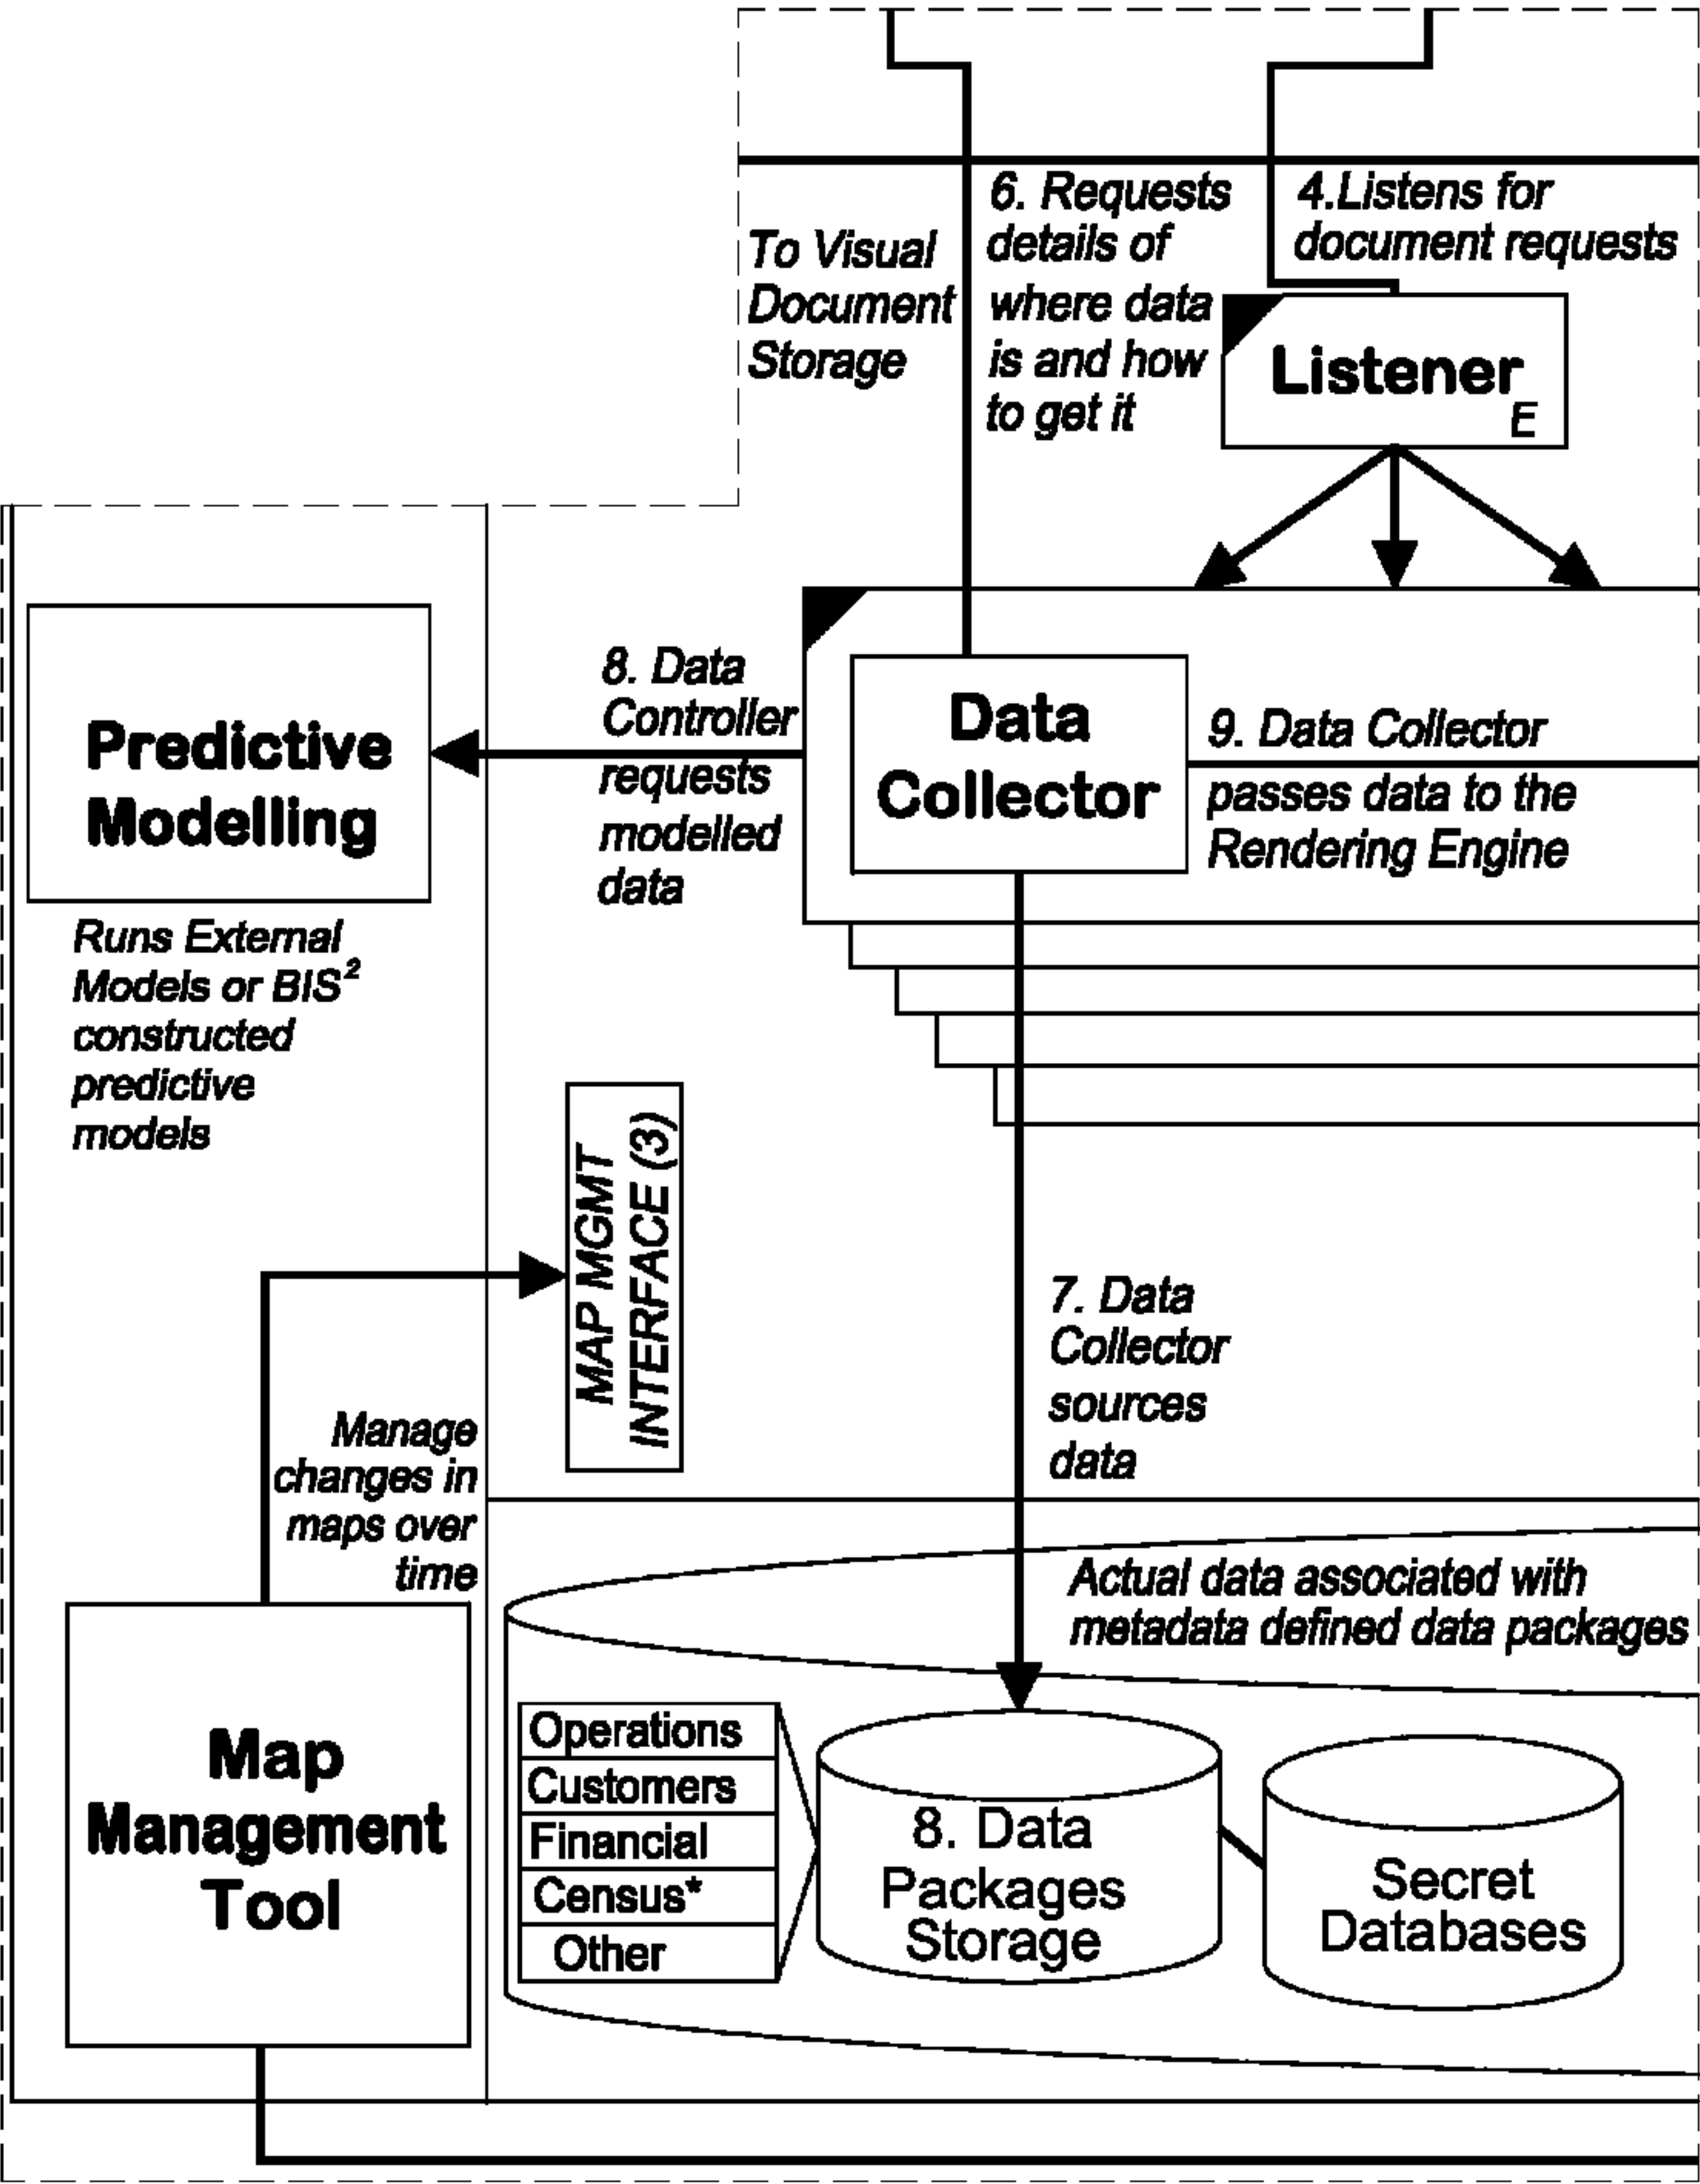 To Visual
Document
Storage
6. Requests
details of
where data
is and how
to get it
4.Listens for
document requests
Listener
E
Predictive
Modelling
Runs External
Models or BIS²
constructed
predictive
models
8. Data
Controller
requests
modelled
data
Data
Collector
9. Data Collector
passes data to the
Rendering Engine
MAP MGMT
INTERFACE (3)
7. Data
Collector
sources
data
Manage
changes in
maps over
time
Map
Management
Tool
Actual data associated with
metadata defined data packages
Operations
Customers
Financial
Census*
Other
8. Data
Packages
Storage
Secret
Databases